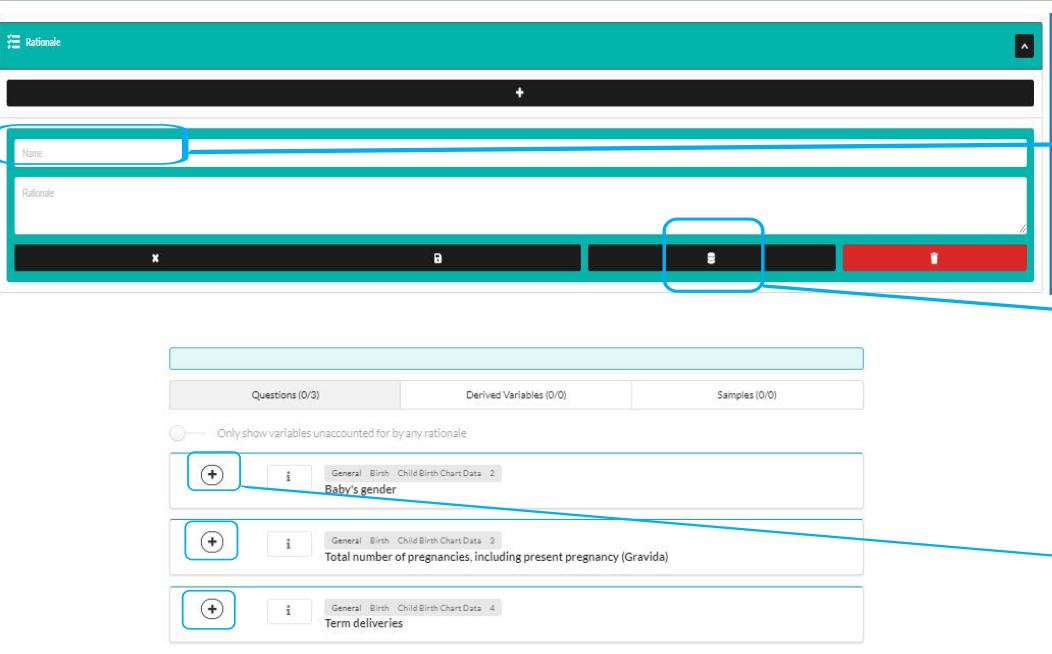 Rationale
Name
Rationale
Questions (0/3) Derived Variables (0/0) Samples (0/0)
Only show variables unaccounted for by any rationale
i General Birth Child Birth Chart Data 2
Baby's gender
i General Birth Child Birth Chart Data 3
Total number of pregnancies, including present pregnancy (Gravida)
i General Birth Child Birth Chart Data 4
Term deliveries